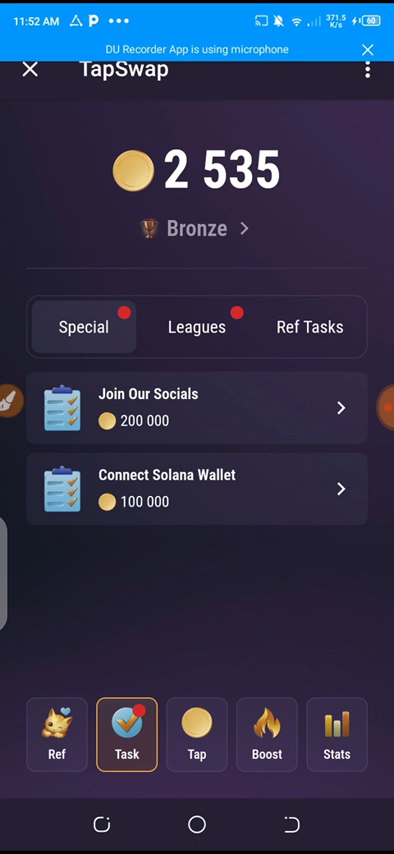 11:52 AM
371.5
K/s
60
DU Recorder App is using microphone
TapSwap
2 535
Bronze
Special
Leagues
Ref Tasks
Join Our Socials
200 000
Connect Solana Wallet
100 000
Ref
Task
Tap
Boost
Stats